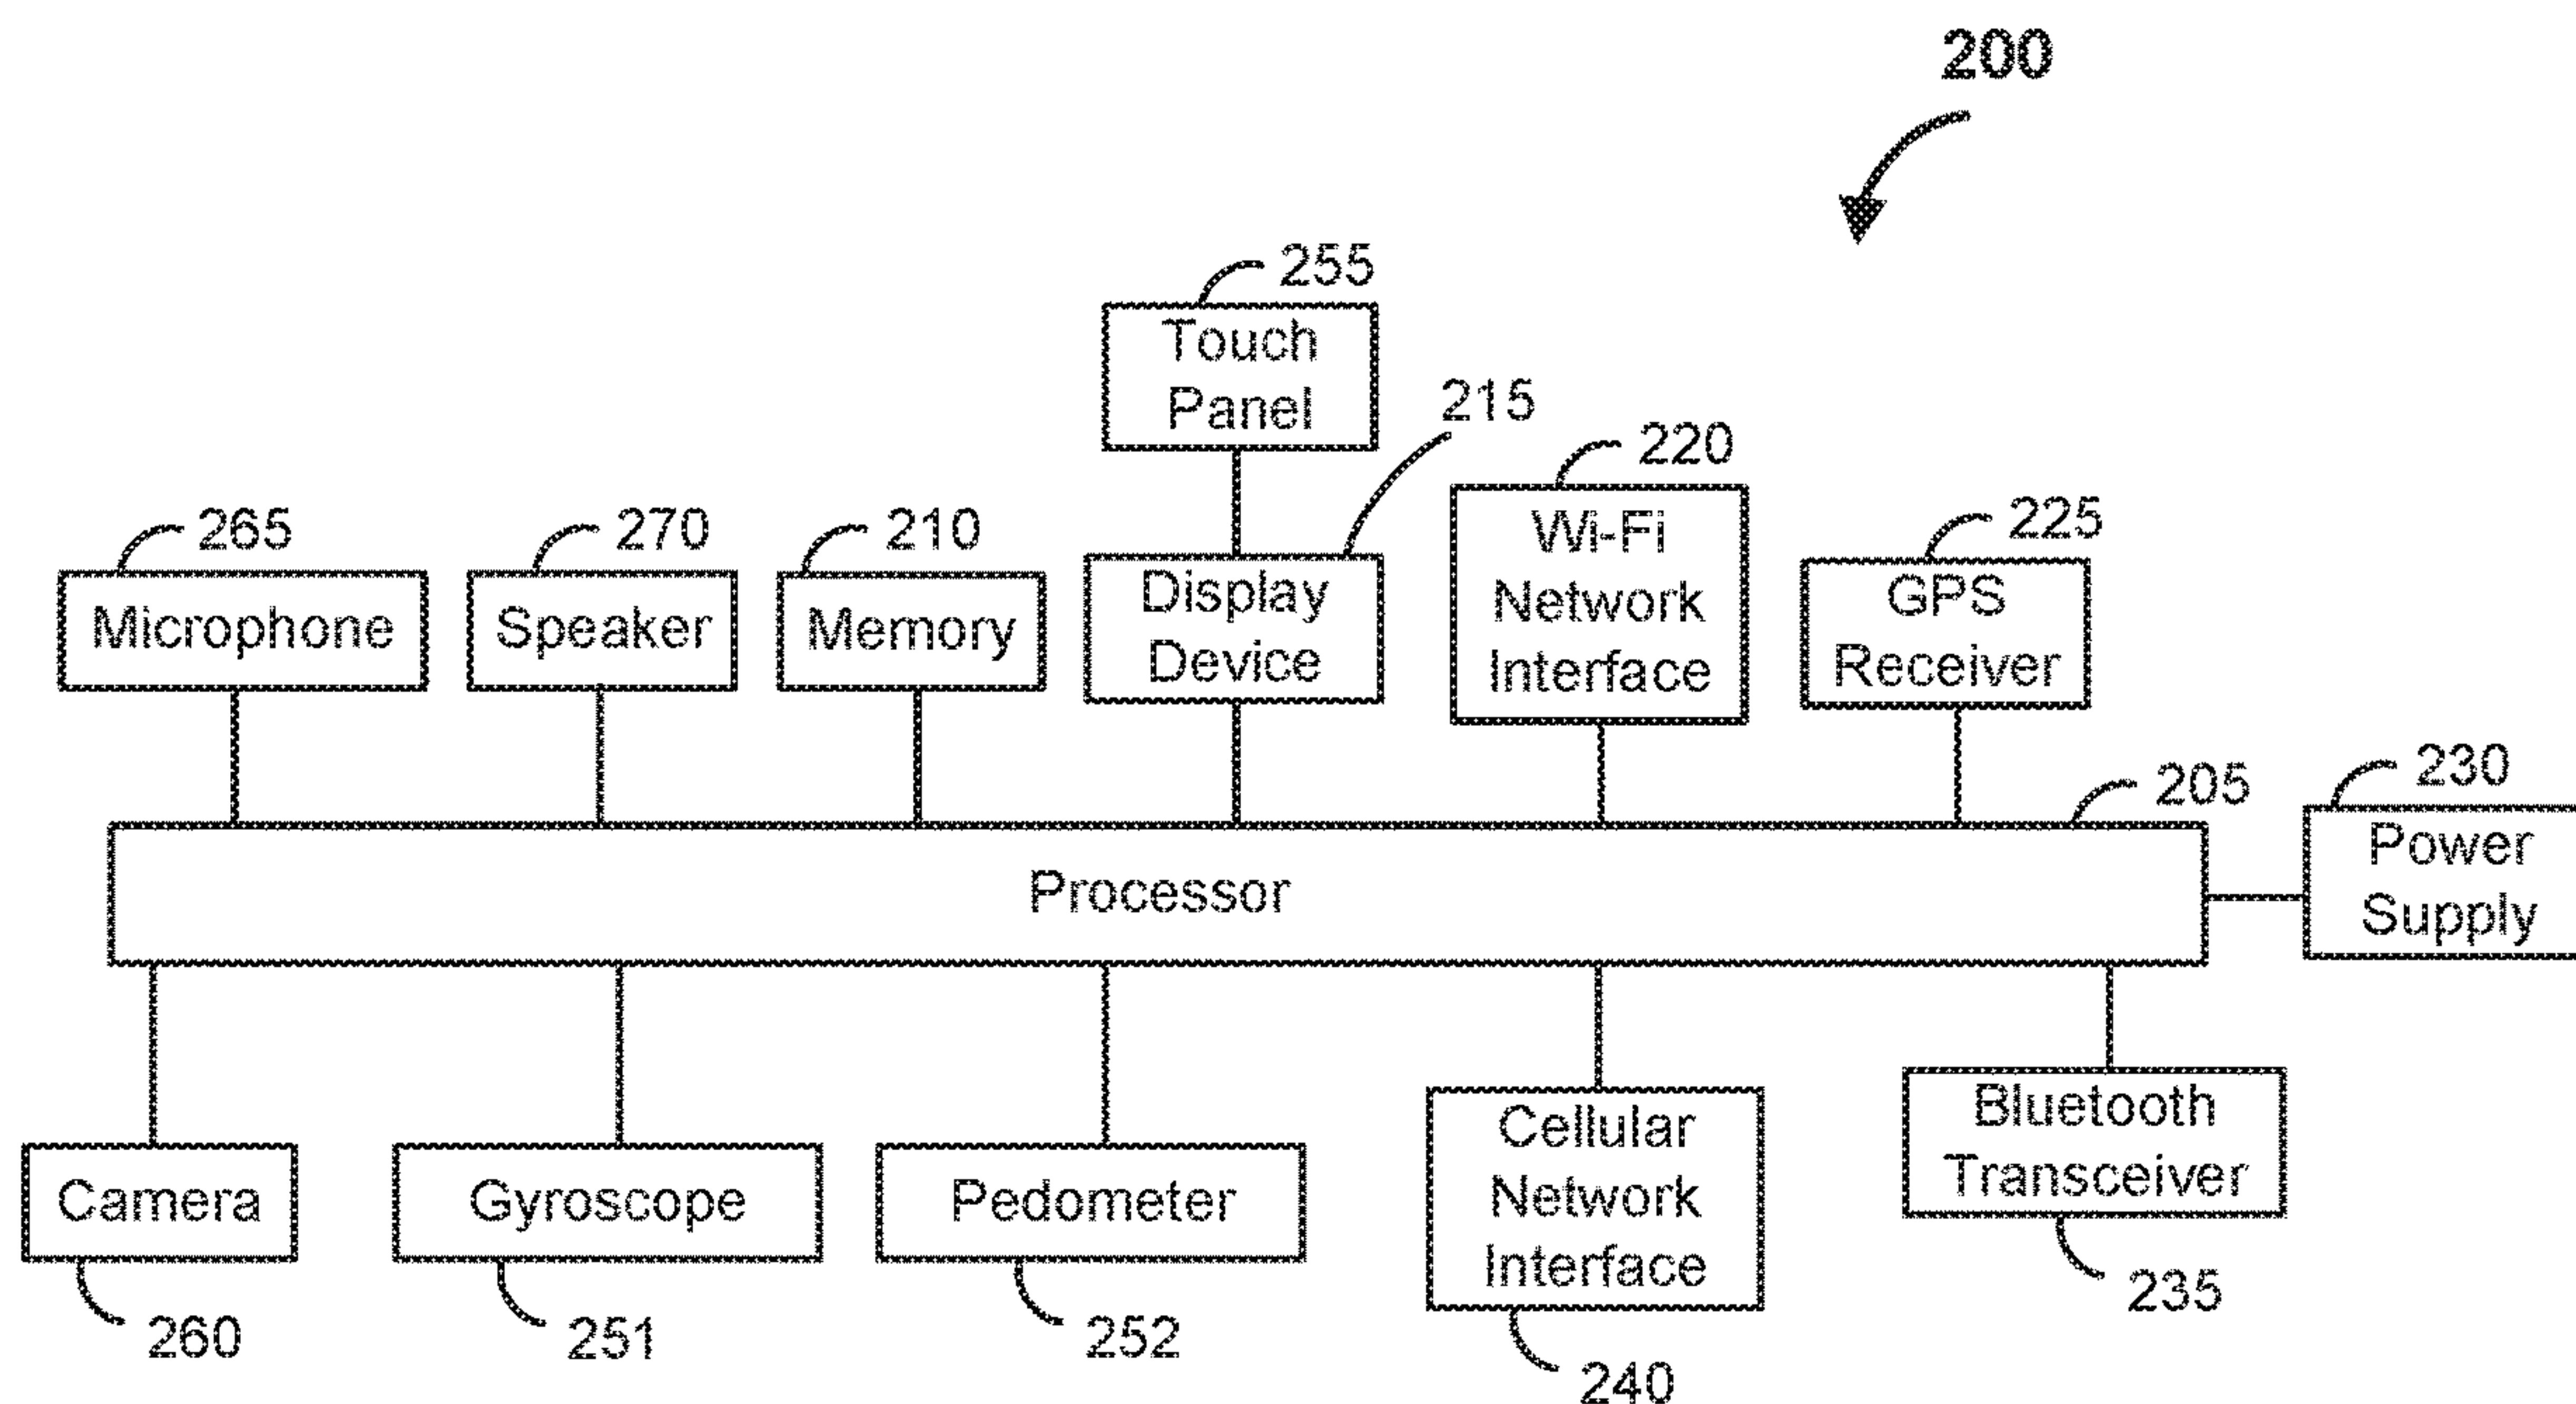 200
255
Touch
Panel
215
220
Wi-Fi
Network
Interface
225
GPS
Receiver
265
Microphone
270
Speaker
210
Memory
Display
Device
205
230
Power
Supply
Processor
Camera
260
Gyroscope
251
Pedometer
252
Cellular
Network
Interface
240
Bluetooth
Transceiver
235